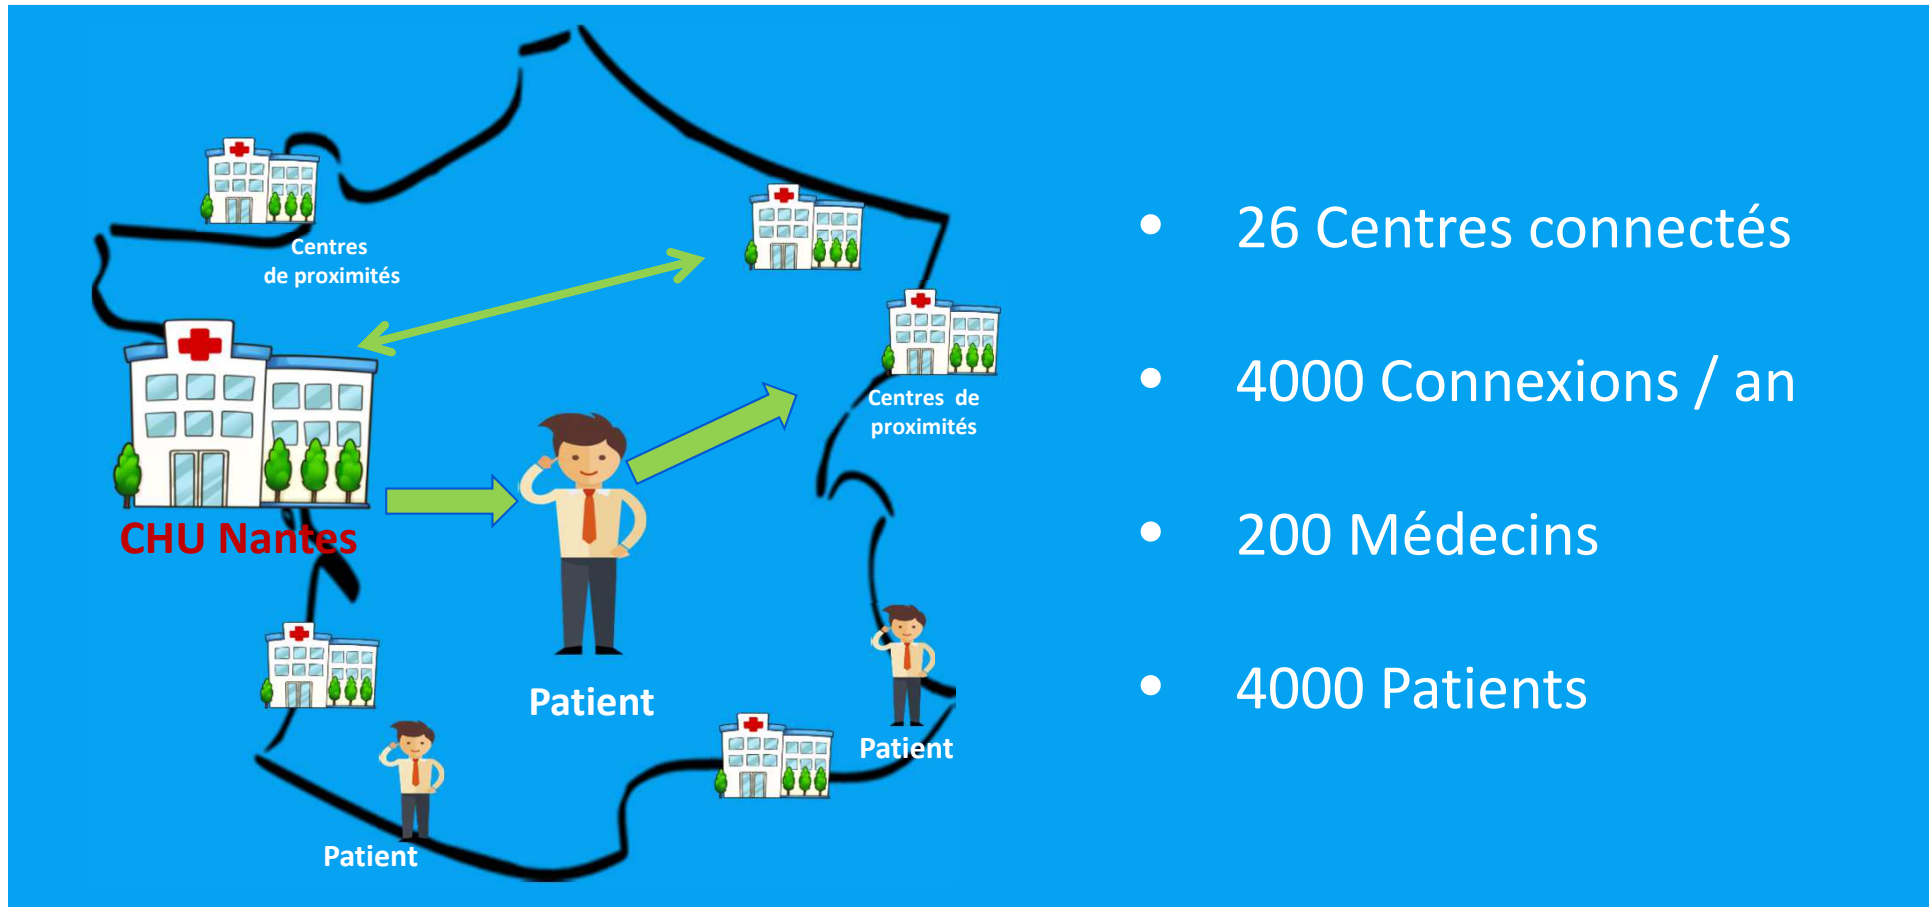 Centres
de proximités
CHU Nantes
Centres de
proximités
Patient
Patient
Patient
• 26 Centres connectés
• 4000 Connexions / an
• 200 Médecins
• 4000 Patients